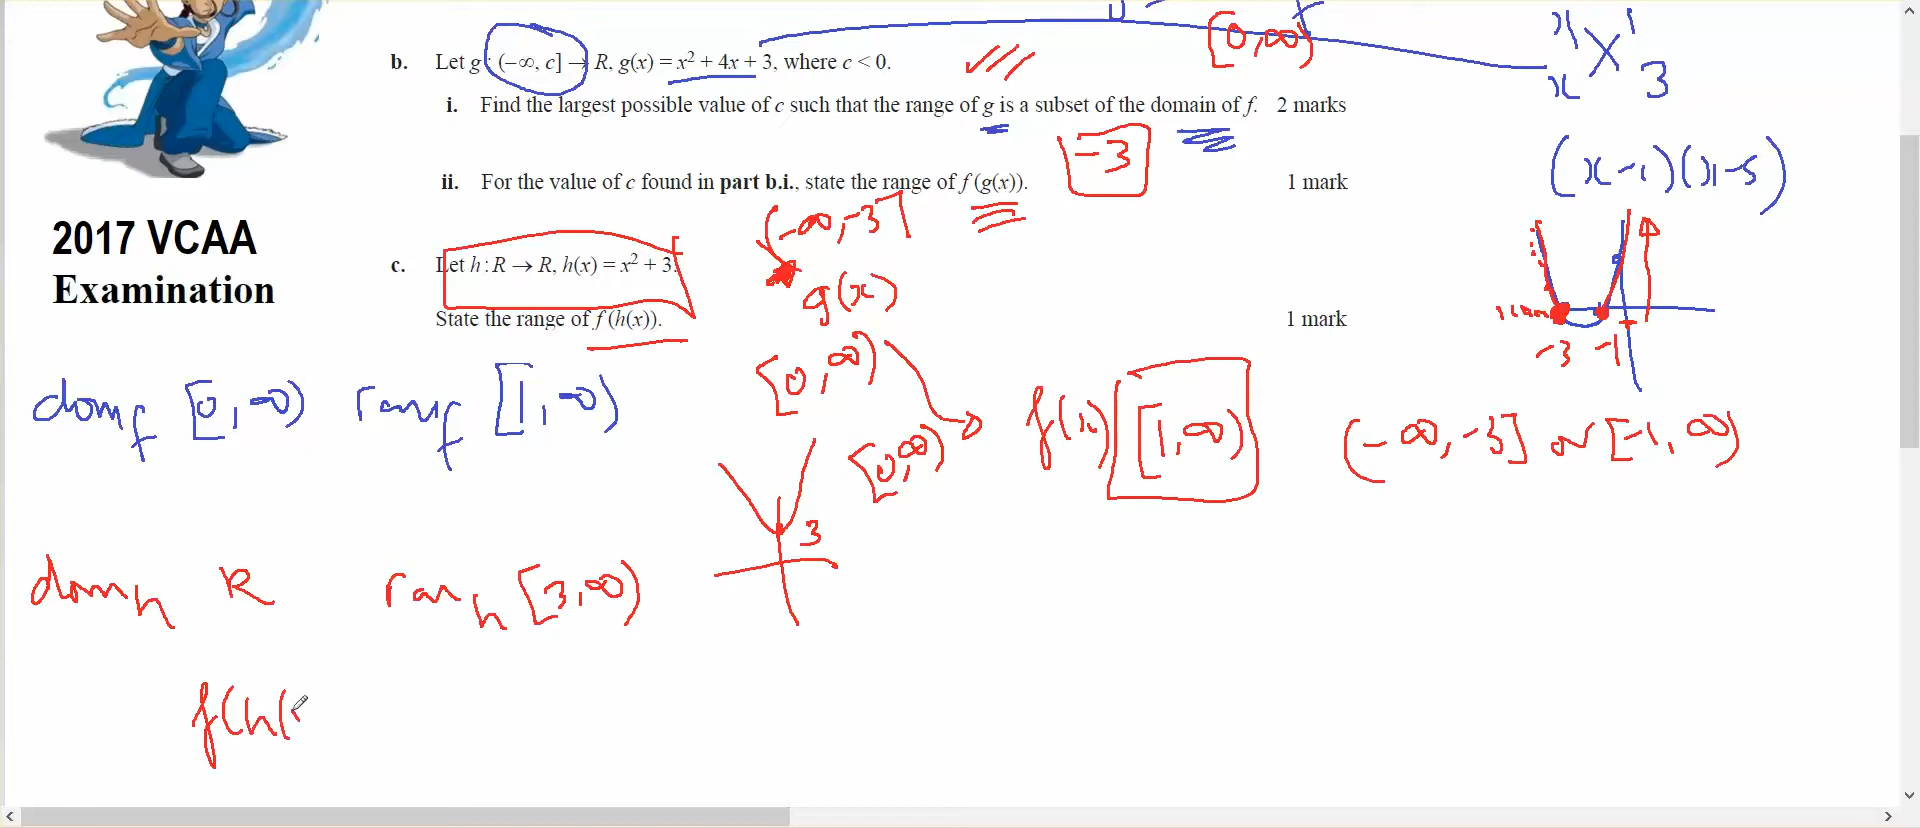 [0, ∞)
b. Let g : (−∞, c] → R, g(x) = x² + 4x + 3, where c < 0.
x 1
x 3
i. Find the largest possible value of c such that the range of g is a subset of the domain of f. 2 marks
-3
(x-1)(x-5)
ii. For the value of c found in part b.i., state the range of f(g(x)). 1 mark
(-∞, -3]
2017 VCAA
Examination
c. Let h : R → R, h(x) = x² + 3.
g(x)
State the range of f(h(x)). 1 mark
-3 -1
[0, ∞)
dom f [0, ∞) ran f [1, ∞)
[0, ∞) f(x) [1, ∞) (-∞, -3] or [-1, ∞)
3
dom h R ran h [3, ∞)
f(h(